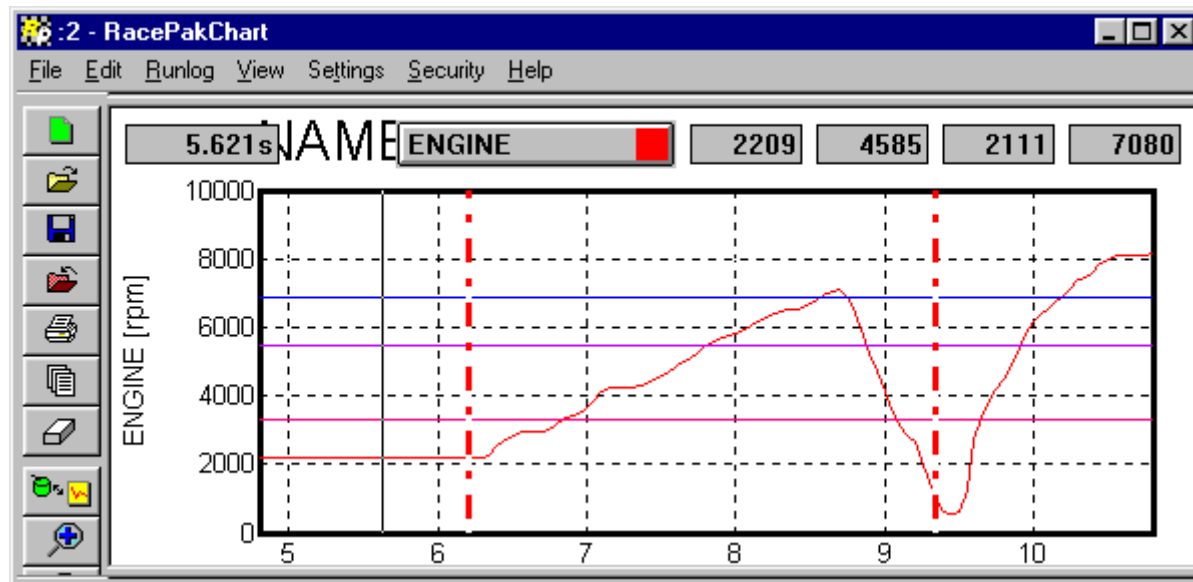 :2 - RacePakChart
File Edit Runlog View Settings Security Help
5.621s NAME ENGINE 2209 4585 2111 7080
10000
8000
6000
4000
2000
0
ENGINE [rpm]
5 6 7 8 9 10